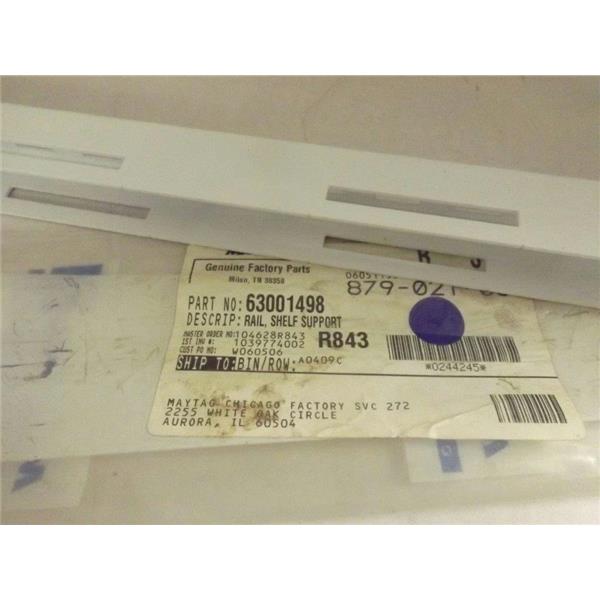 Genuine Factory Parts
Milan, TN 38358
879-021-
PART NO: 63001498
DESCRIP: RAIL, SHELF SUPPORT
MASTER ORDER NO: 104628R843
R843
1ST INV #: 1039774002
CUST PO NO: W060506
SHIP TO: BIN/ROW. A0409C
*0244245*
MAYTAG CHICAGO FACTORY SVC 272
2255 WHITE OAK CIRCLE
AURORA, IL 60504